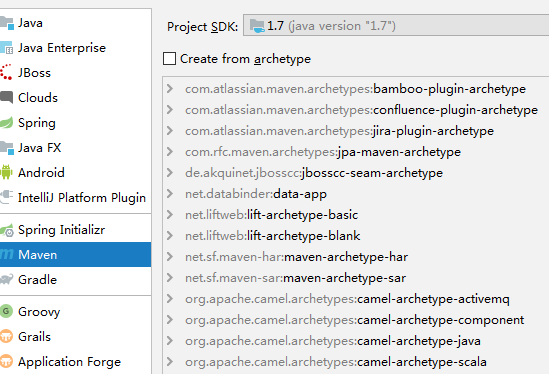 Java
Java Enterprise
JBoss
Clouds
Spring
Java FX
Android
IntelliJ Platform Plugin
Spring Initializr
Maven
Gradle
Groovy
Grails
Application Forge
Project SDK: 1.7 (java version "1.7")
Create from archetype
com.atlassian.maven.archetypes:bamboo-plugin-archetype
com.atlassian.maven.archetypes:confluence-plugin-archetype
com.atlassian.maven.archetypes:jira-plugin-archetype
com.rfc.maven.archetypes:jpa-maven-archetype
de.akquinet.jbosscc:jbosscc-seam-archetype
net.databinder:data-app
net.liftweb:lift-archetype-basic
net.liftweb:lift-archetype-blank
net.sf.maven-har:maven-archetype-har
net.sf.maven-sar:maven-archetype-sar
org.apache.camel.archetypes:camel-archetype-activemq
org.apache.camel.archetypes:camel-archetype-component
org.apache.camel.archetypes:camel-archetype-java
org.apache.camel.archetypes:camel-archetype-scala